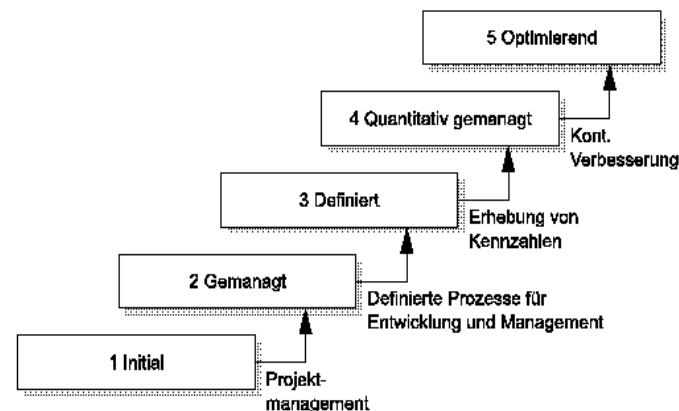 5 Optimierend
4 Quantitativ gemanagt
Kont.
Verbesserung
3 Definiert
Erhebung von
Kennzahlen
2 Gemanagt
Definierte Prozesse für
Entwicklung und Management
1 Initial
Projekt-
management